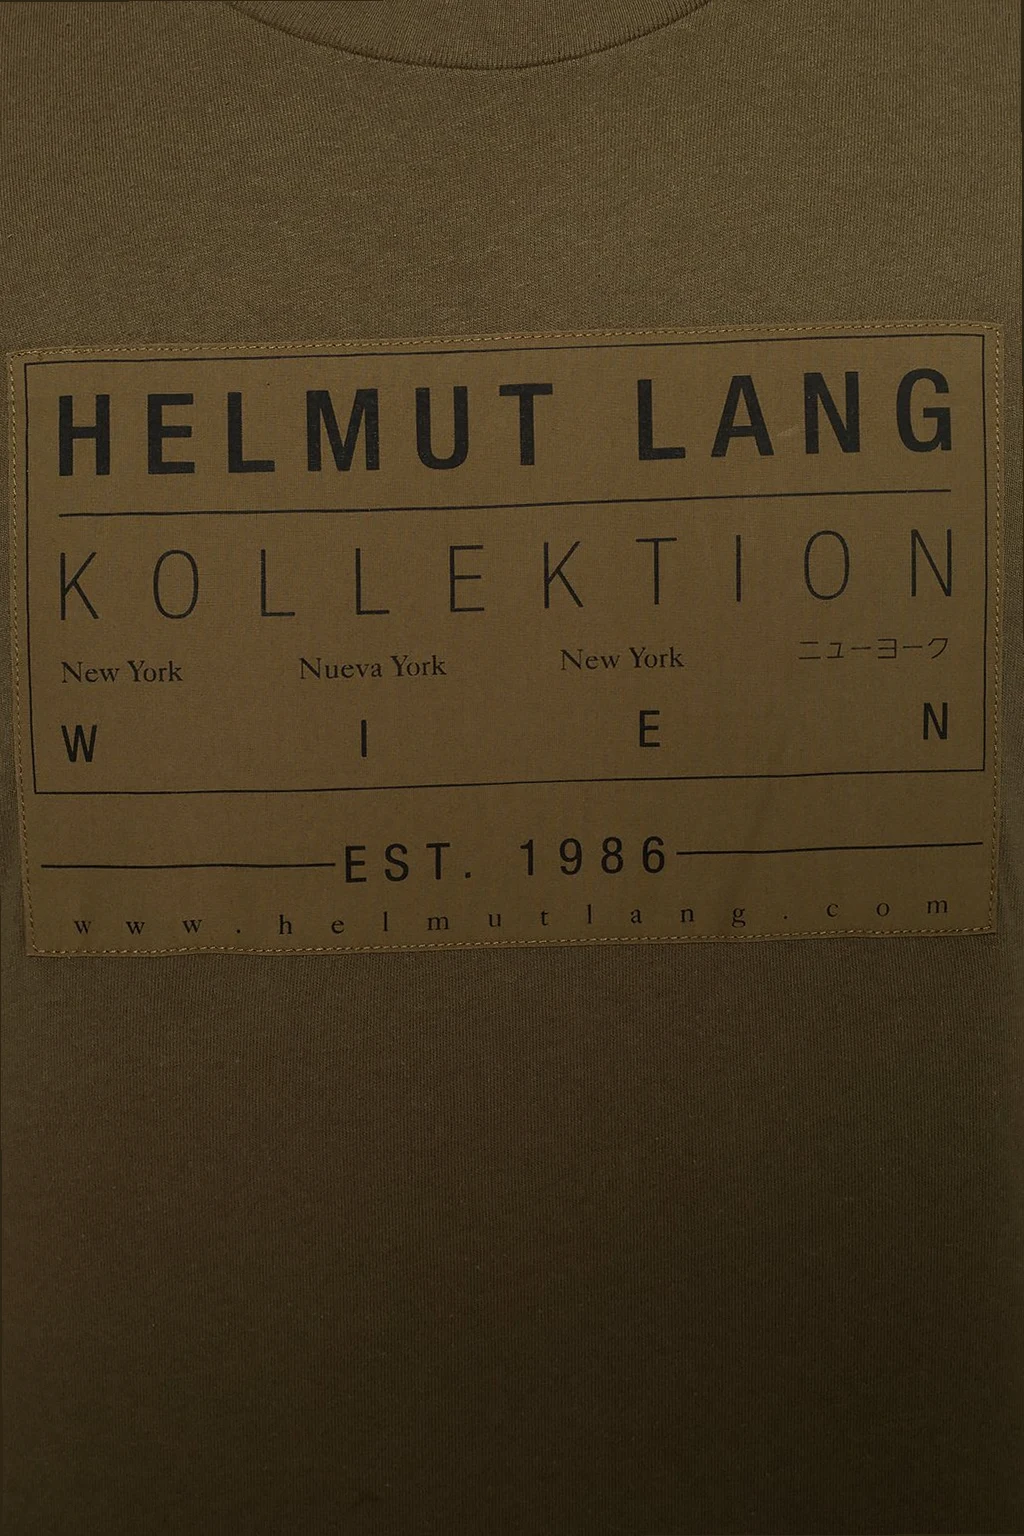 HELMUT LANG
KOLLEKTION
New York Nueva York New York ニューヨーク
WIEN
EST. 1986
www.helmutlang.com